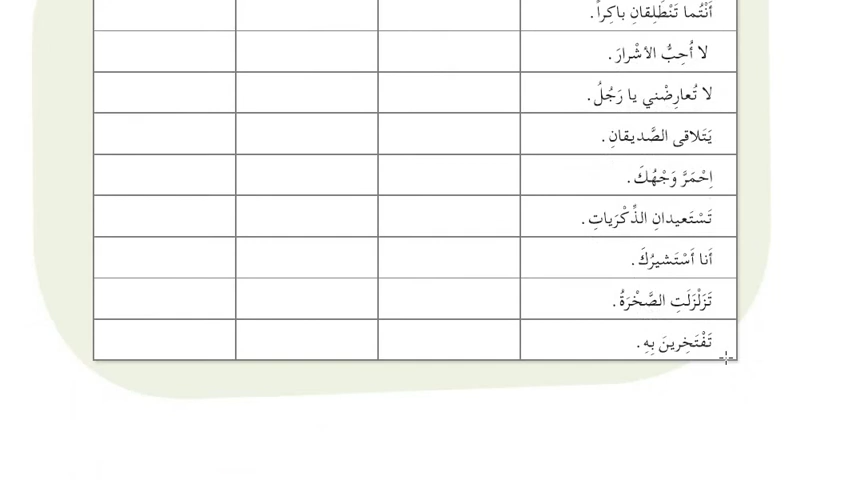 أَنْتُما تَنْطَلِقانِ باكِراً.
لا أُحِبُّ الأشْرارَ.
لا تُعارِضْني يا رَجُلُ.
يَتَلاقى الصَّديقانِ.
اِحْمَرَّ وَجْهُكَ.
تَسْتَعيدانِ الذِّكْرَياتِ.
أَنا أَسْتَشيرُكَ.
تَزَلْزَلَتِ الصَّخْرَةُ.
تَفْتَخِرينَ بِهِ.